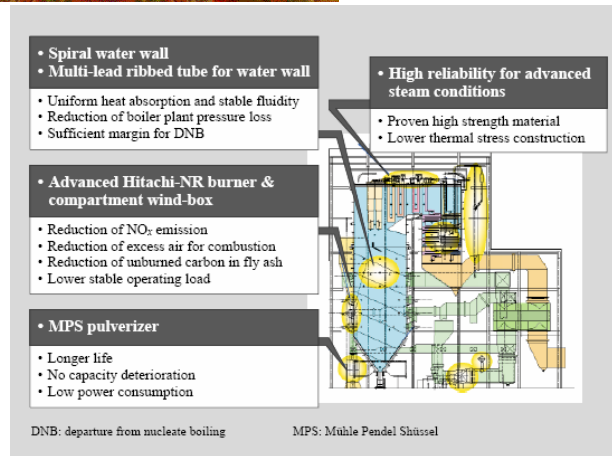 • Spiral water wall
• Multi-lead ribbed tube for water wall
• Uniform heat absorption and stable fluidity
• Reduction of boiler plant pressure loss
• Sufficient margin for DNB
• High reliability for advanced
steam conditions
• Proven high strength material
• Lower thermal stress construction
• Advanced Hitachi-NR burner &
compartment wind-box
• Reduction of NOx emission
• Reduction of excess air for combustion
• Reduction of unburned carbon in fly ash
• Lower stable operating load
• MPS pulverizer
• Longer life
• No capacity deterioration
• Low power consumption
DNB: departure from nucleate boiling
MPS: Mühle Pendel Shüssel